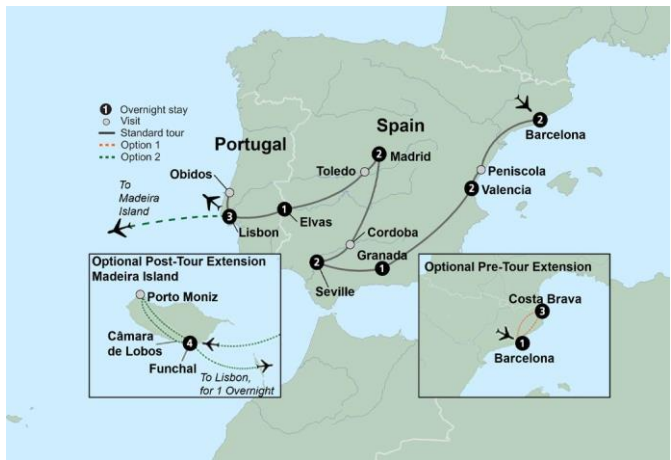 1 Overnight stay
Visit
Standard tour
Option 1
Option 2
Portugal
Spain
2
Barcelona
2
Madrid
Toledo
Peniscola
2
Valencia
Obidos
To
Madeira
Island
3
Lisbon
1
Elvas
Cordoba
Granada
1
2
Seville
Optional Post-Tour Extension
Madeira Island
Porto Moniz
Câmara
de Lobos
4
Funchal
To Lisbon,
for 1 Overnight
Optional Pre-Tour Extension
Costa Brava
3
1
Barcelona